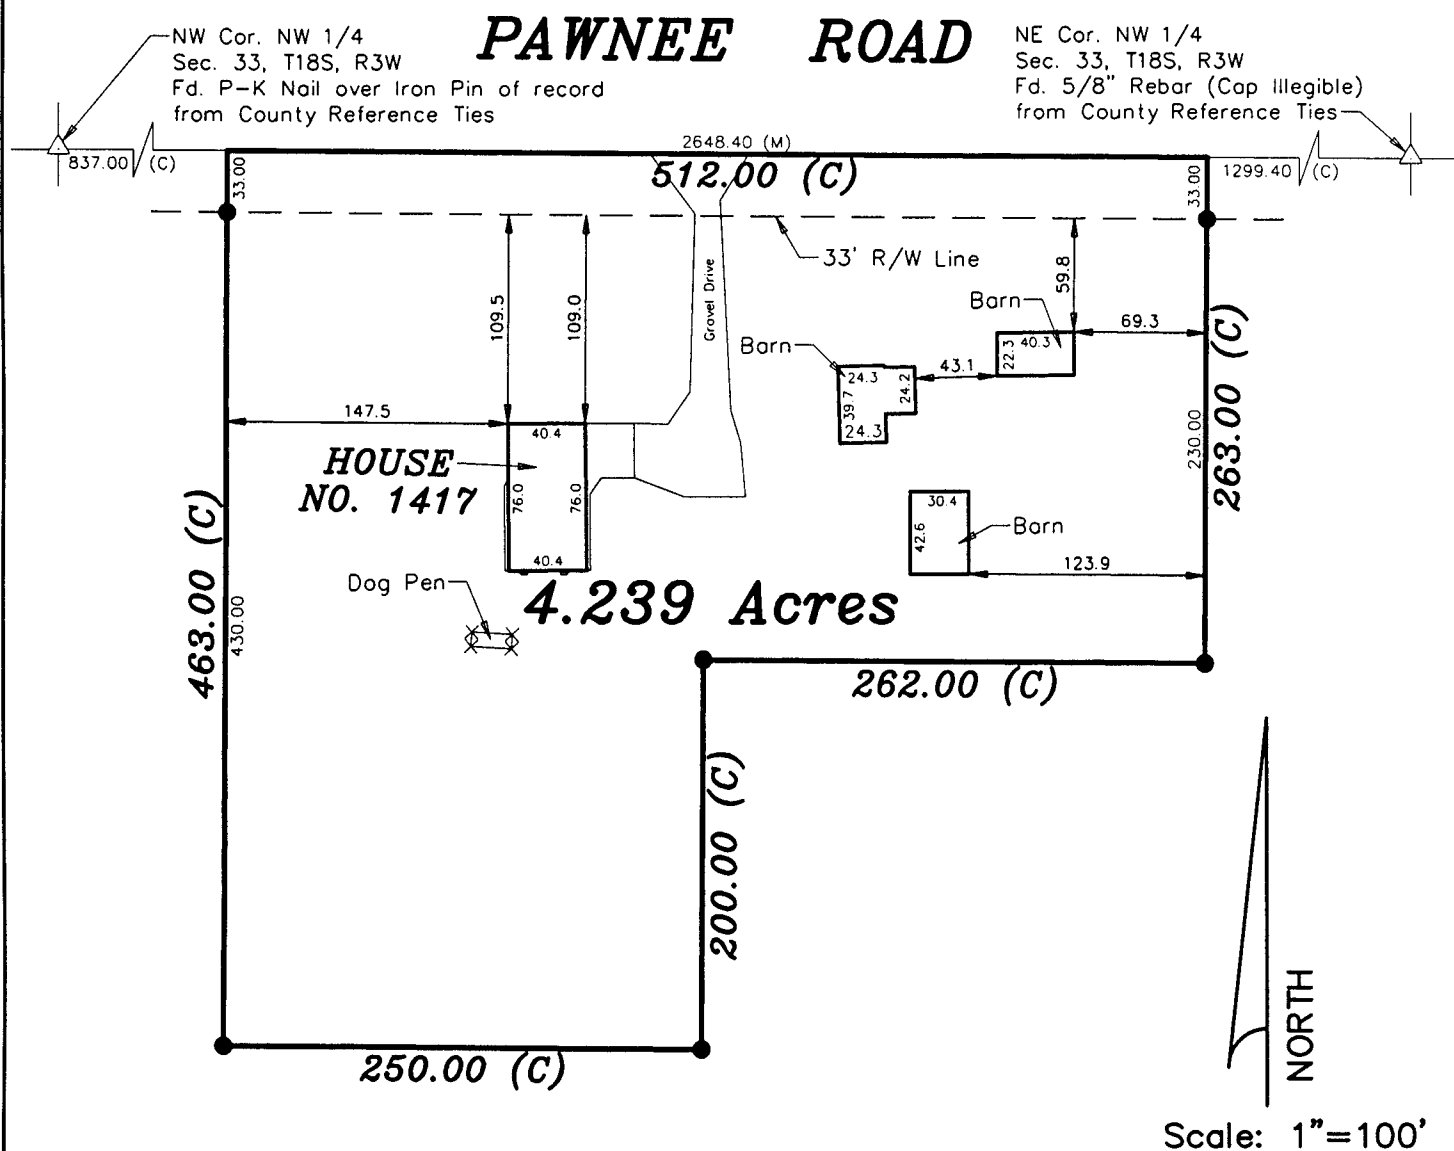 PAWNEE ROAD
NW Cor. NW 1/4
Sec. 33, T18S, R3W
Fd. P-K Nail over Iron Pin of record
from County Reference Ties
NE Cor. NW 1/4
Sec. 33, T18S, R3W
Fd. 5/8" Rebar (Cap Illegible)
from County Reference Ties
837.00 (C)
2648.40 (M)
1299.40 (C)
512.00 (C)
33.00
33.00
33' R/W Line
109.5
109.0
Gravel Drive
59.8
Barn
69.3
22.3
40.3
Barn
43.1
24.3
24.2
39.7
24.3
147.5
40.4
HOUSE
NO. 1417
76.0
76.0
40.4
263.00 (C)
230.00
30.4
42.6
Barn
123.9
Dog Pen
4.239 Acres
463.00 (C)
430.00
262.00 (C)
200.00 (C)
250.00 (C)
NORTH
Scale: 1"=100'